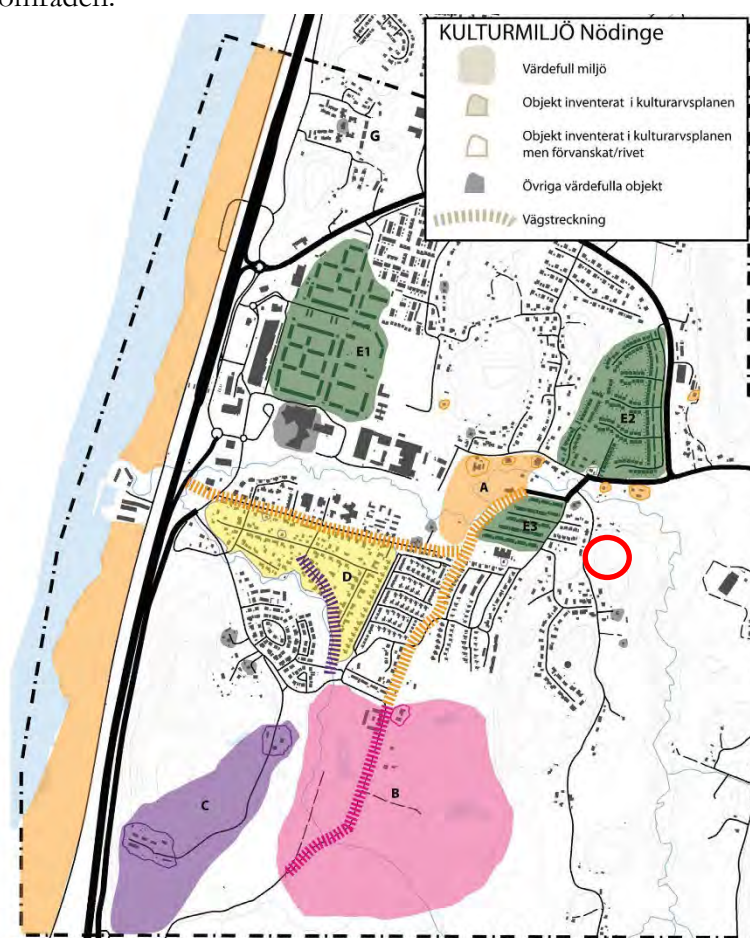 områden.
KULTURMILJÖ Nödinge
Värdefull miljö
Objekt inventerat i kulturarvsplanen
Objekt inventerat i kulturarvsplanen
men förvanskat/rivet
Övriga värdefulla objekt
Vägstreckning
G
E1
E2
A
E3
D
C
B